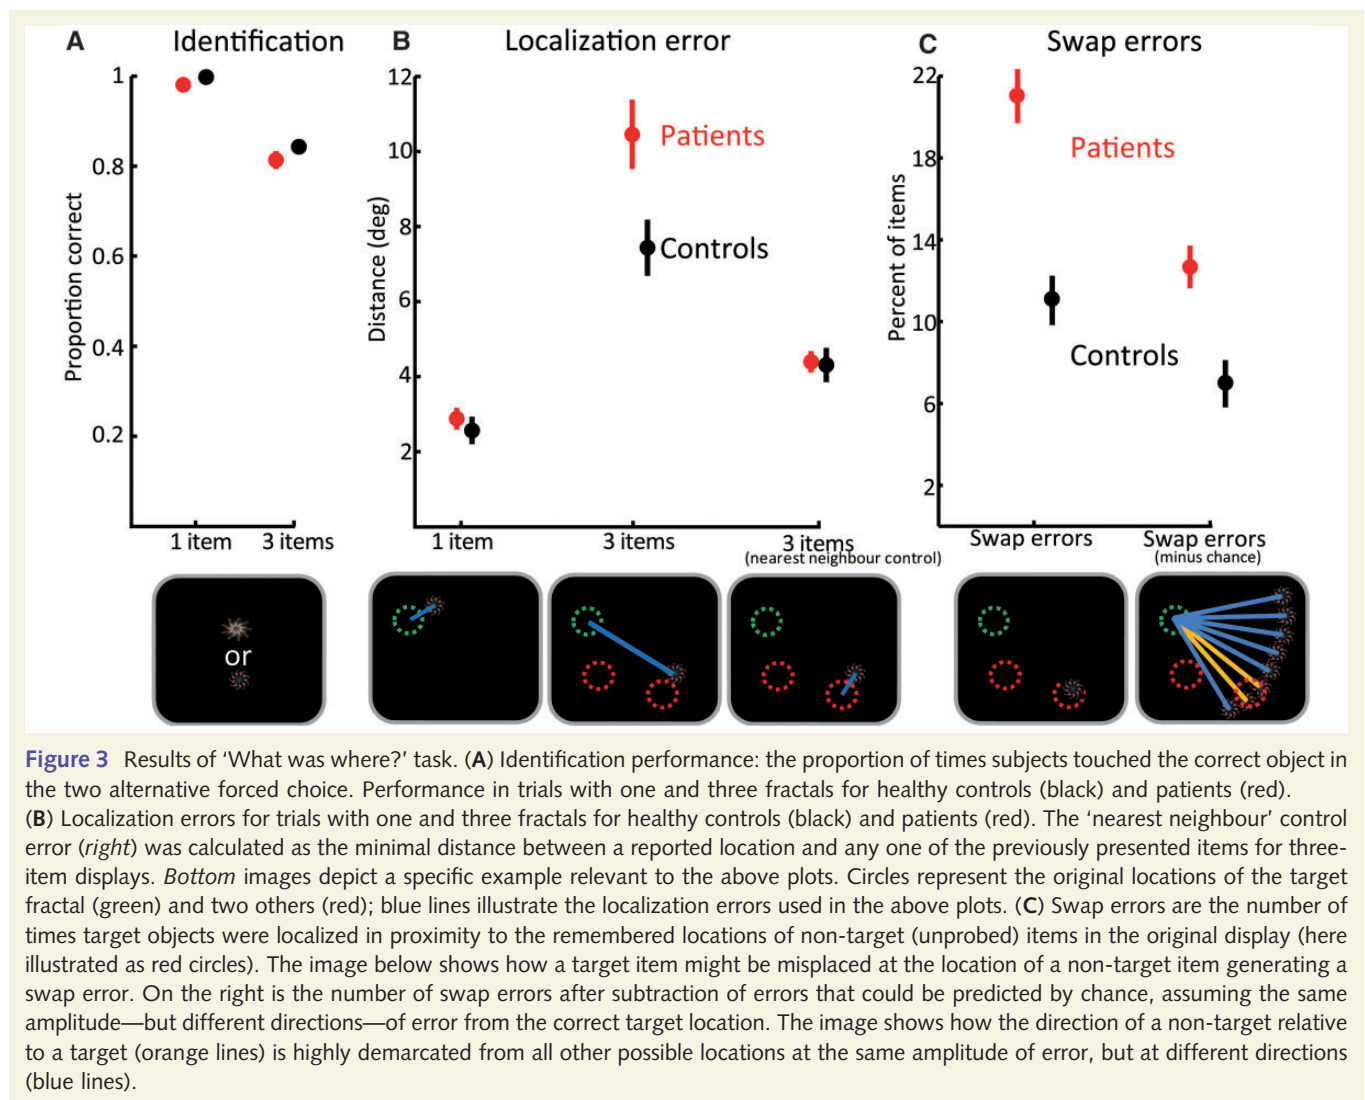 A Identification
1
0.8
0.6
0.4
0.2
Proportion correct
1 item 3 items
or
B Localization error
12
10
8
6
4
2
Distance (deg)
Patients
Controls
1 item 3 items 3 items
(nearest neighbour control)
C Swap errors
22
18
14
10
6
2
Percent of items
Patients
Controls
Swap errors Swap errors
(minus chance)
Figure 3 Results of ‘What was where?’ task. (A) Identification performance: the proportion of times subjects touched the correct object in
the two alternative forced choice. Performance in trials with one and three fractals for healthy controls (black) and patients (red).
(B) Localization errors for trials with one and three fractals for healthy controls (black) and patients (red). The ‘nearest neighbour’ control
error (right) was calculated as the minimal distance between a reported location and any one of the previously presented items for three-
item displays. Bottom images depict a specific example relevant to the above plots. Circles represent the original locations of the target
fractal (green) and two others (red); blue lines illustrate the localization errors used in the above plots. (C) Swap errors are the number of
times target objects were localized in proximity to the remembered locations of non-target (unprobed) items in the original display (here
illustrated as red circles). The image below shows how a target item might be misplaced at the location of a non-target item generating a
swap error. On the right is the number of swap errors after subtraction of errors that could be predicted by chance, assuming the same
amplitude—but different directions—of error from the correct target location. The image shows how the direction of a non-target relative
to a target (orange lines) is highly demarcated from all other possible locations at the same amplitude of error, but at different directions
(blue lines).